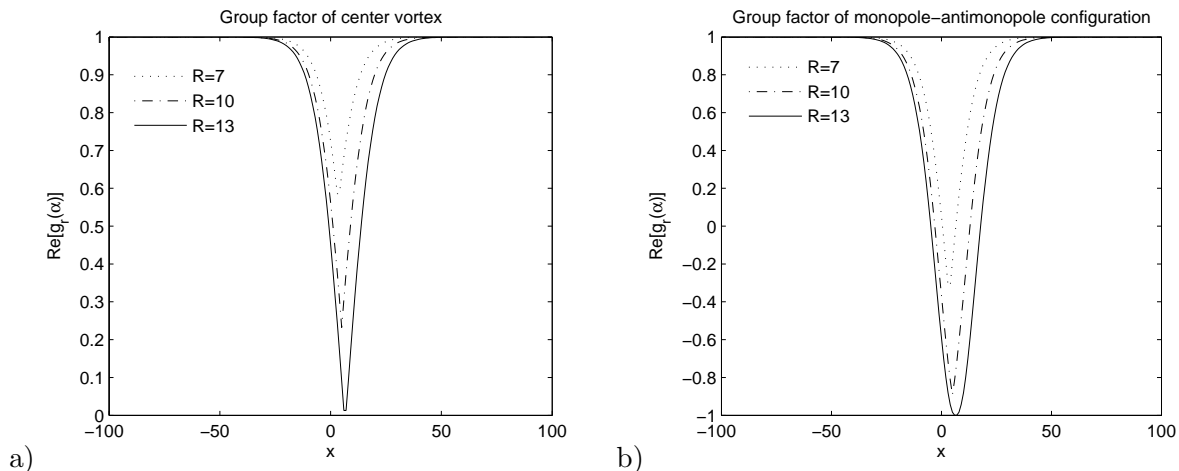 Group factor of center vortex
1
0.9
0.8
0.7
0.6
0.5
0.4
0.3
0.2
0.1
0
−100
−50
0
50
100
R=7
R=10
R=13
Re[g_r(α)]
x
a)
Group factor of monopole−antimonopole configuration
1
0.8
0.6
0.4
0.2
0
−0.2
−0.4
−0.6
−0.8
−1
−100
−50
0
50
100
R=7
R=10
R=13
Re[g_r(α)]
x
b)